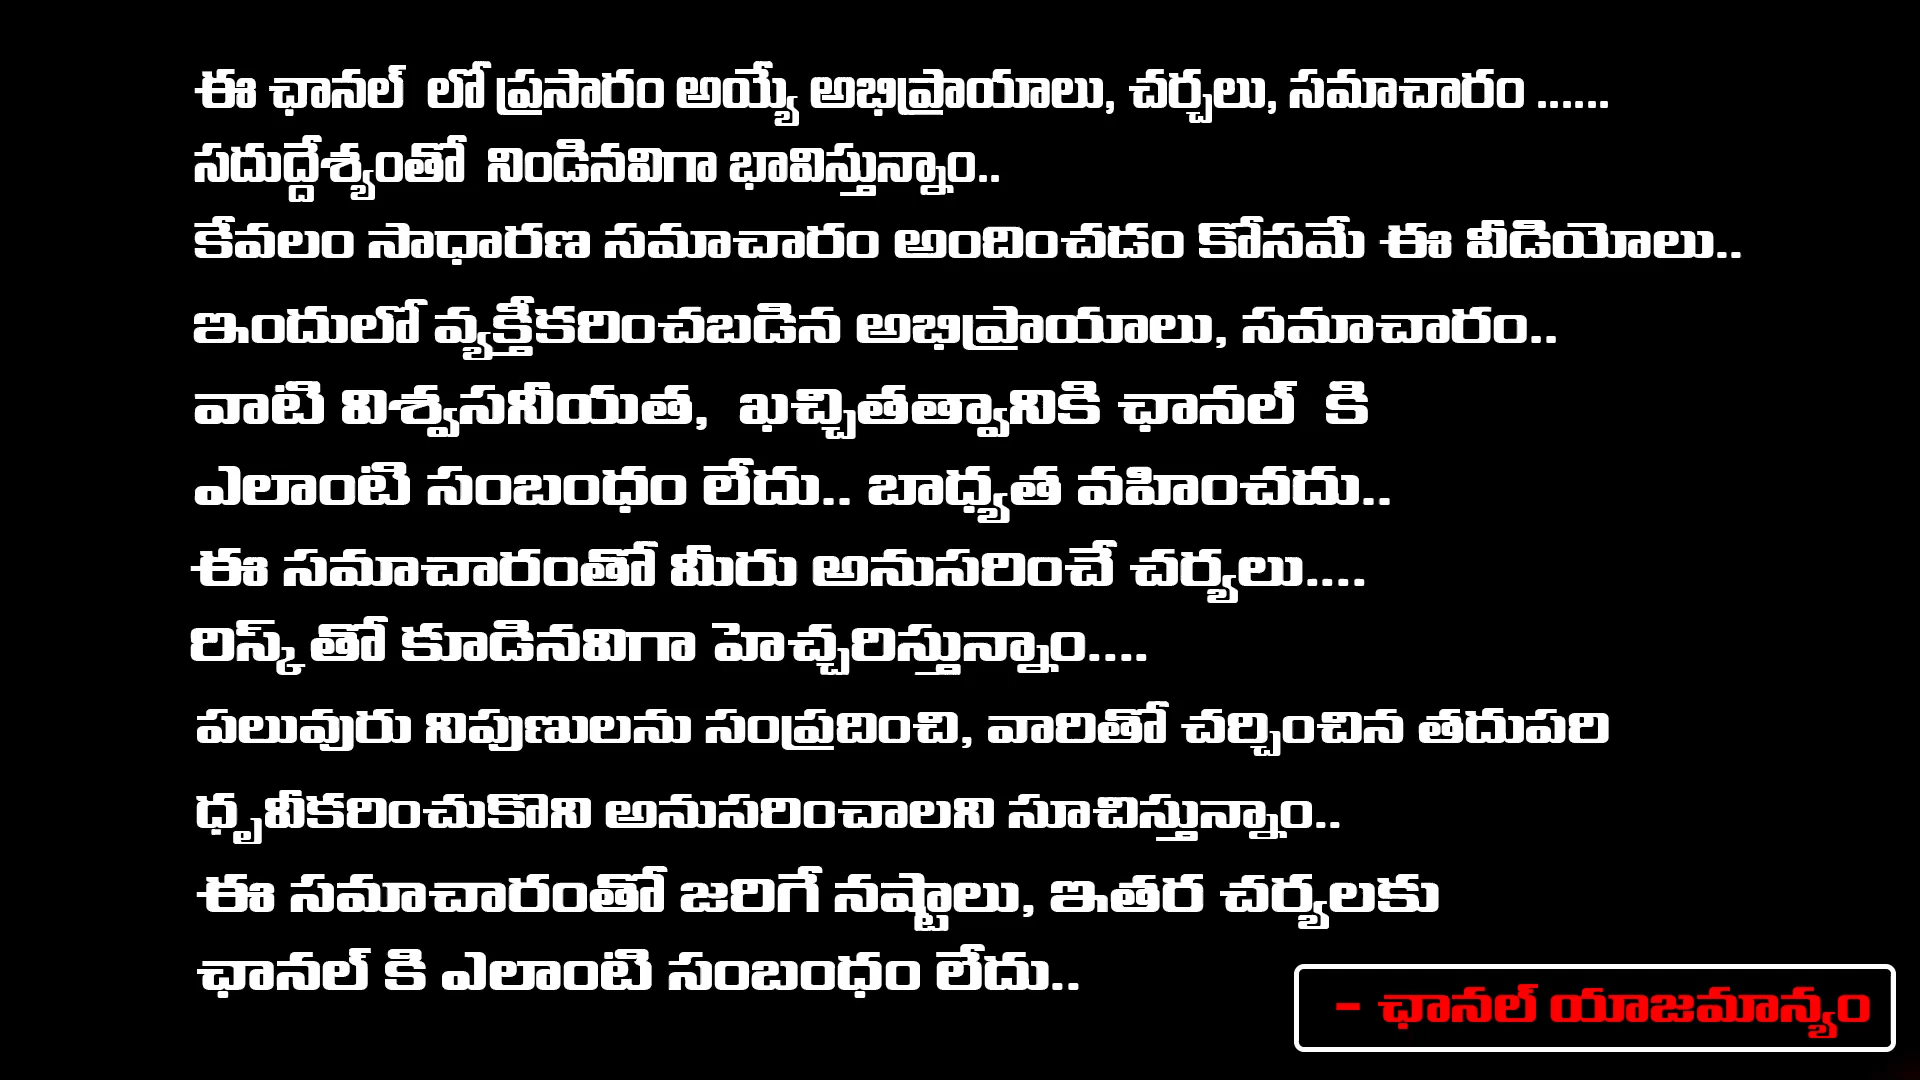 ఈ ఛానల్ లో ప్రసారం అయ్యే అభిప్రాయాలు, చర్చలు, సమాచారం ......
సదుద్దేశ్యంతో నిండినవిగా భావిస్తున్నాం..
కేవలం సాధారణ సమాచారం అందించడం కోసమే ఈ వీడియోలు..
ఇందులో వ్యక్తీకరించబడిన అభిప్రాయాలు, సమాచారం..
వాటి విశ్వసనీయత, ఖచ్చితత్వానికి ఛానల్ కి
ఎలాంటి సంబంధం లేదు.. బాధ్యత వహించదు..
ఈ సమాచారంతో మీరు అనుసరించే చర్యలు....
రిస్క్ తో కూడినవిగా హెచ్చరిస్తున్నాం....
పలువురు నిపుణులను సంప్రదించి, వారితో చర్చించిన తదుపరి
ధృవీకరించుకొని అనుసరించాలని సూచిస్తున్నాం..
ఈ సమాచారంతో జరిగే నష్టాలు, ఇతర చర్యలకు
ఛానల్ కి ఎలాంటి సంబంధం లేదు..
- ఛానల్ యాజమాన్యం